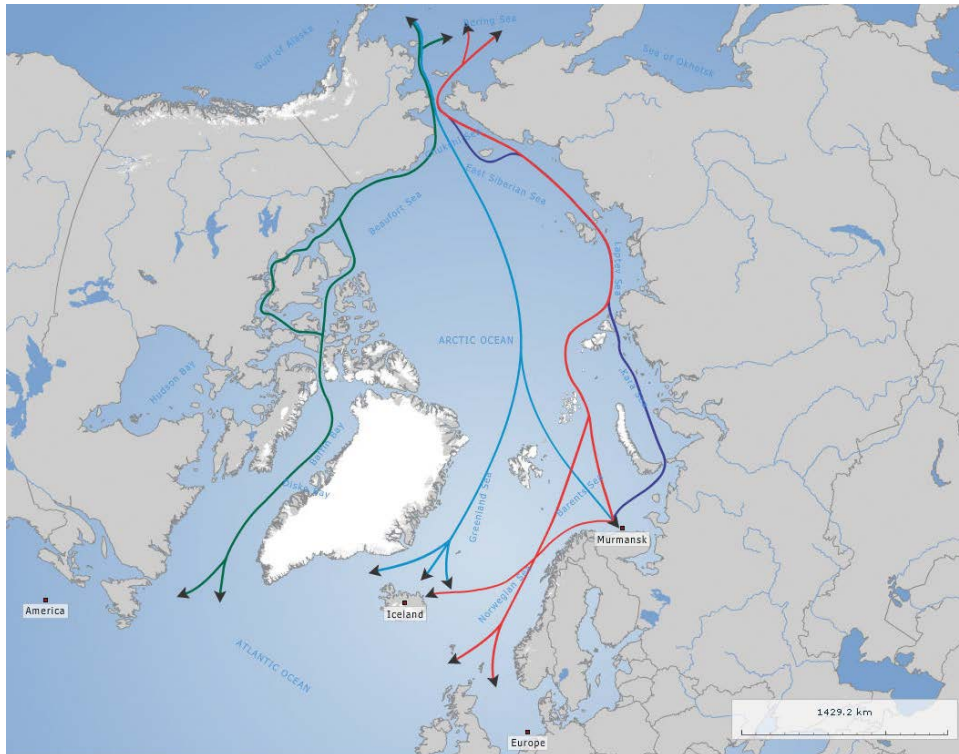 Bering Sea
Gulf of Alaska
Sea of Okhotsk
East Siberian Sea
Beaufort Sea
Laptev Sea
ARCTIC OCEAN
Kara Sea
Hudson Bay
Baffin Bay
Disko Bay
Greenland Sea
Barents Sea
Murmansk
Norwegian Sea
America
Iceland
ATLANTIC OCEAN
1429.2 km
Europe